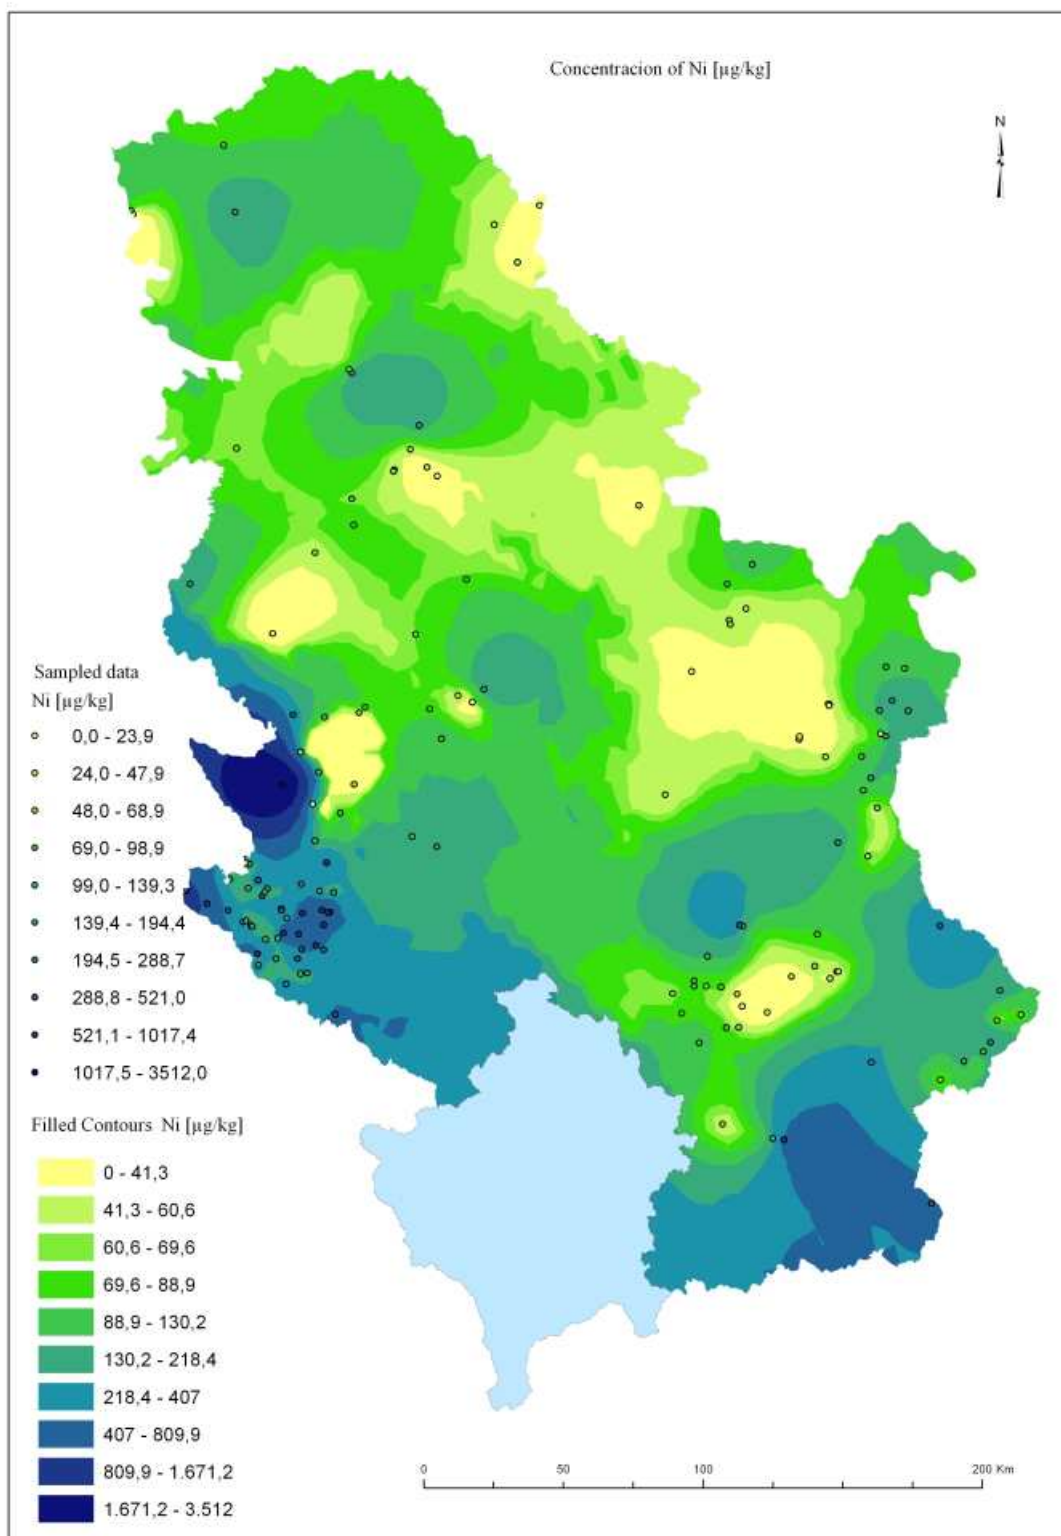 Concentracion of Ni [µg/kg]
N
Sampled data
Ni [µg/kg]
0,0 - 23,9
24,0 - 47,9
48,0 - 68,9
69,0 - 98,9
99,0 - 139,3
139,4 - 194,4
194,5 - 288,7
288,8 - 521,0
521,1 - 1017,4
1017,5 - 3512,0
Filled Contours Ni [µg/kg]
0 - 41,3
41,3 - 60,6
60,6 - 69,6
69,6 - 88,9
88,9 - 130,2
130,2 - 218,4
218,4 - 407
407 - 809,9
809,9 - 1.671,2
1.671,2 - 3.512
0 50 100 200 Km